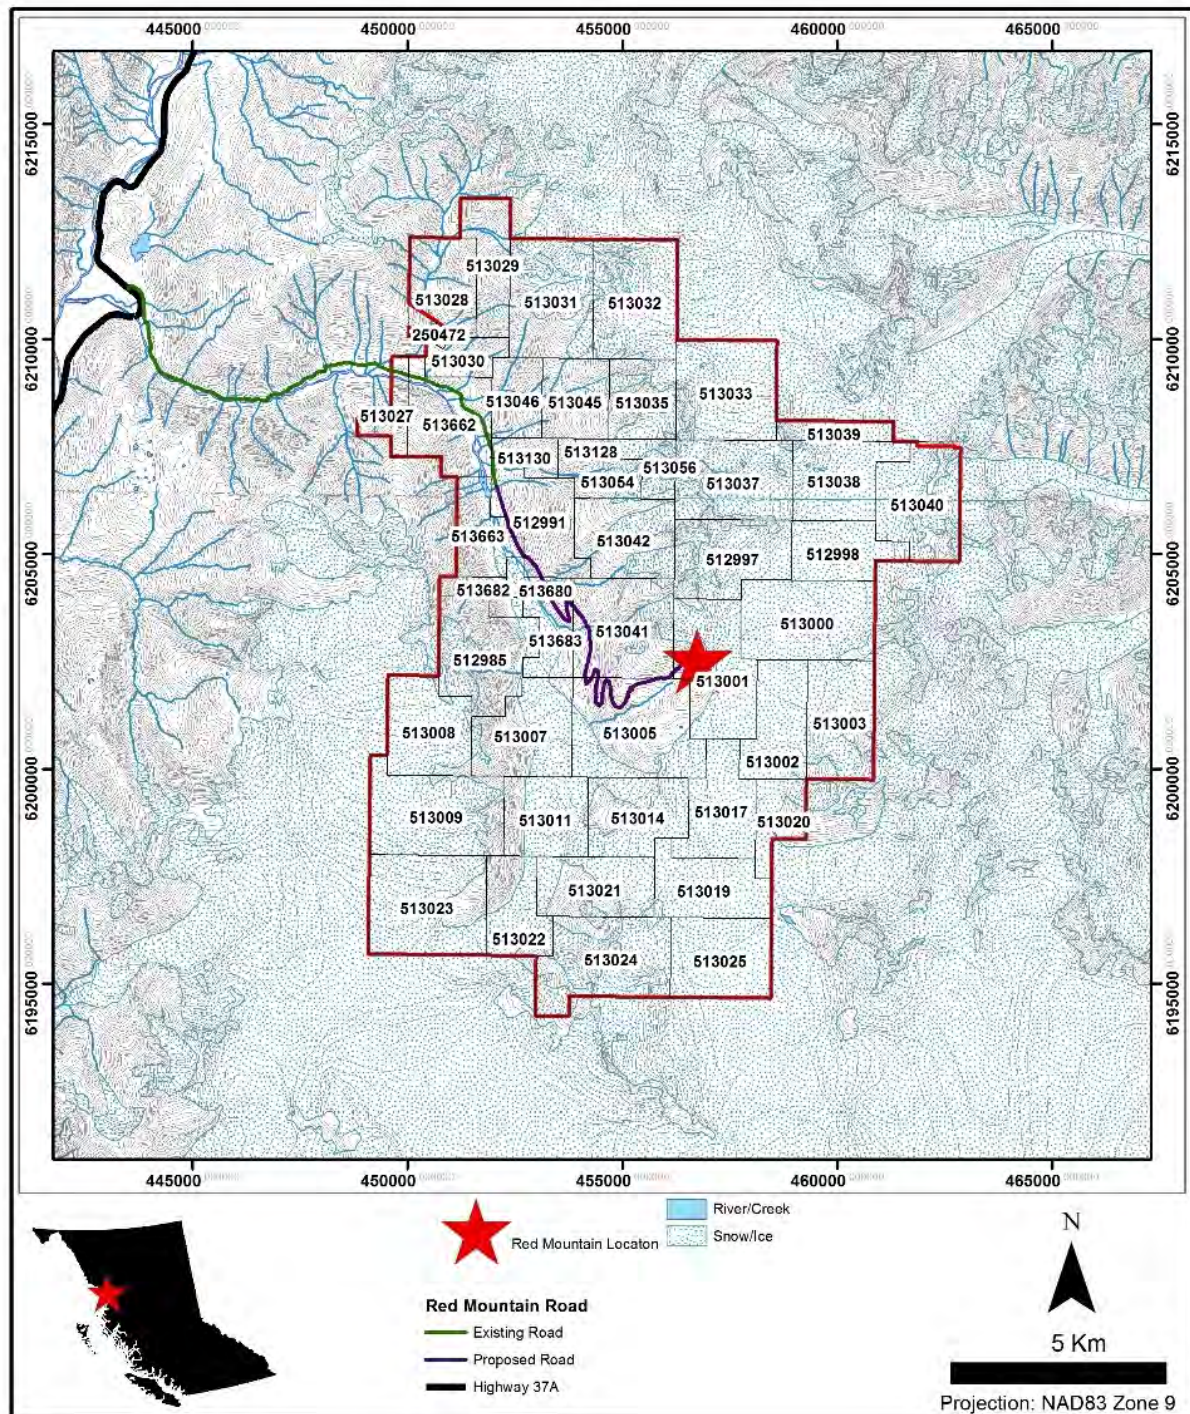 445000 450000 455000 460000 465000
6215000 6215000
513029
513028 513031 513032
250472
6210000 6210000
513030
513033
513046 513045 513035
513027
513662 513039
513130 513128
513056
513054 513037 513038
513040
512991
513663 513042
6205000 512997 512998 6205000
513682 513680
513041 513000
513683
512985
513001
513008 513007 513005 513003
513002
6200000 6200000
513009 513011 513014 513017 513020
513021 513019
513023
513022
513024 513025
6195000 6195000
445000 450000 455000 460000 465000
River/Creek
Snow/Ice
Red Mountain Locaton
N
Red Mountain Road
Existing Road
Proposed Road
Highway 37A
5 Km
Projection: NAD83 Zone 9